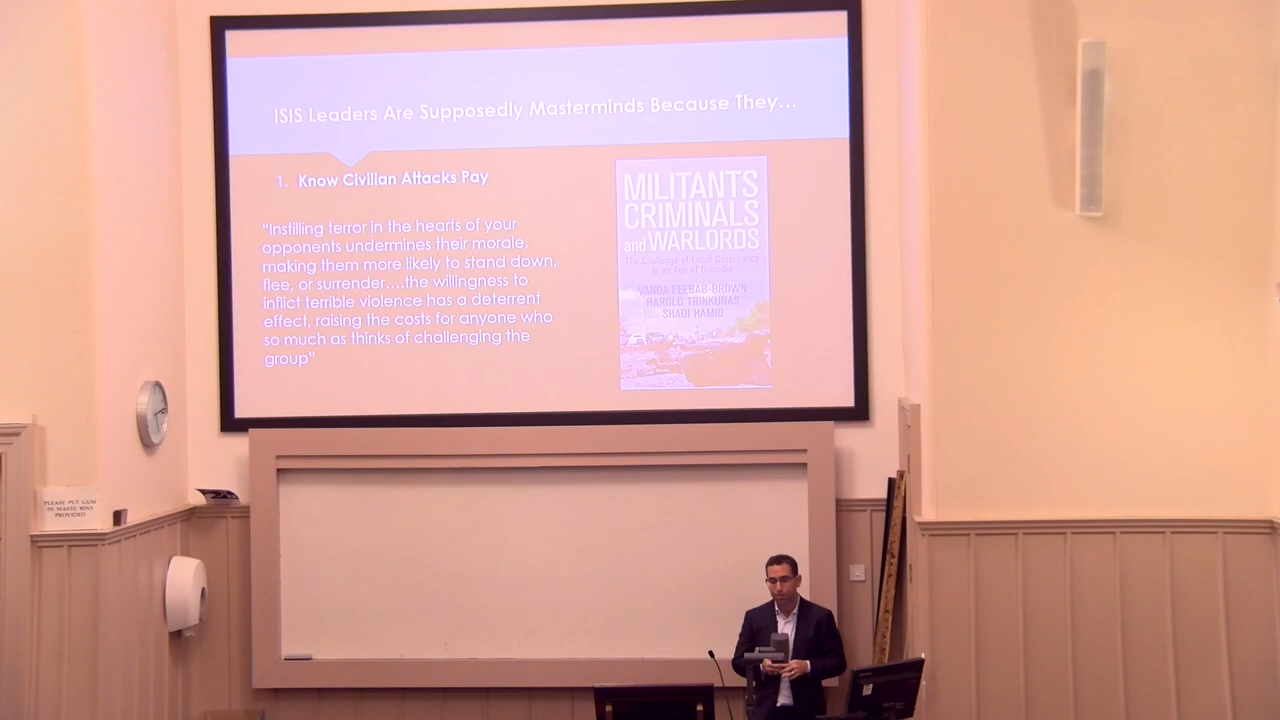 ISIS Leaders Are Supposedly Masterminds Because They...
1. Know Civilian Attacks Pay
"Instilling terror in the hearts of your
opponents undermines their morale,
making them more likely to stand down,
flee, or surrender....the willingness to
inflict terrible violence has a deterrent
effect, raising the costs for anyone who
so much as thinks of challenging the
group"
MILITANTS
CRIMINALS
and WARLORDS
The Challenge of Local Governance
in an Age of Disorder
VANDA FELBAB-BROWN
HAROLD TRINKUNAS
SHADI HAMID
PLEASE PUT GUM
IN WASTE BINS
PROVIDED